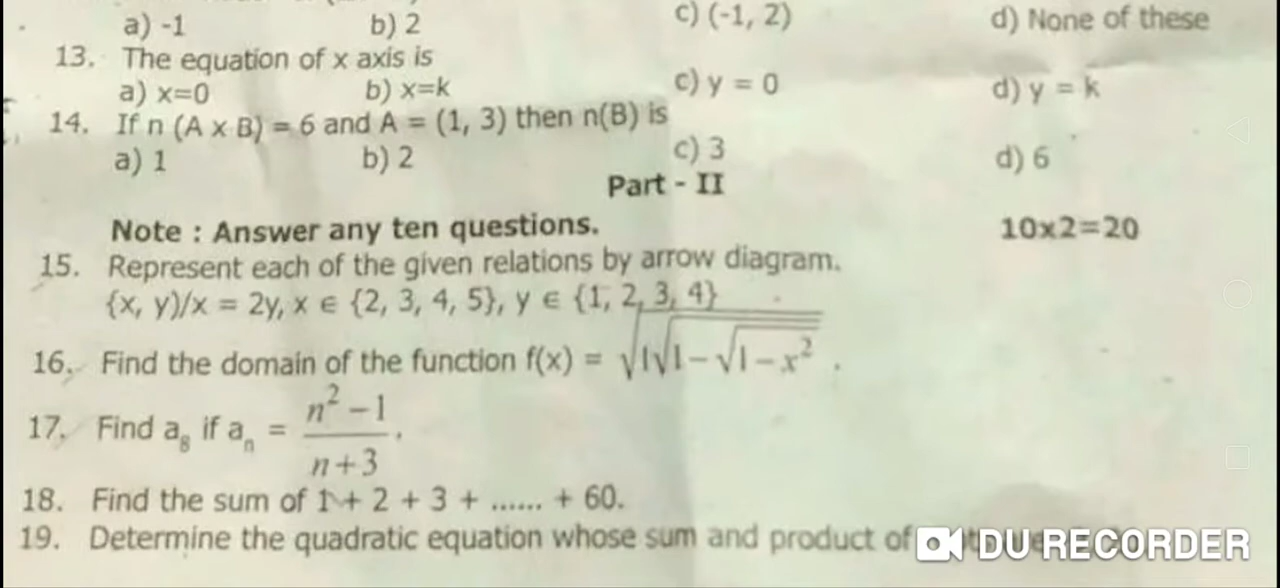 a) -1 b) 2 c) (-1, 2) d) None of these
13. The equation of x axis is
a) x=0 b) x=k c) y = 0 d) y = k
14. If n (A x B) = 6 and A = (1, 3) then n(B) is
a) 1 b) 2 c) 3 d) 6
Part - II
Note : Answer any ten questions. 10x2=20
15. Represent each of the given relations by arrow diagram.
{x, y)/x = 2y, x ∈ {2, 3, 4, 5}, y ∈ {1, 2, 3, 4}
16. Find the domain of the function f(x) = √1√1-√1-x² .
17. Find a₈ if aₙ = n² -1 / n+3 .
18. Find the sum of 1 + 2 + 3 + ...... + 60.
19. Determine the quadratic equation whose sum and product of
DU RECORDER